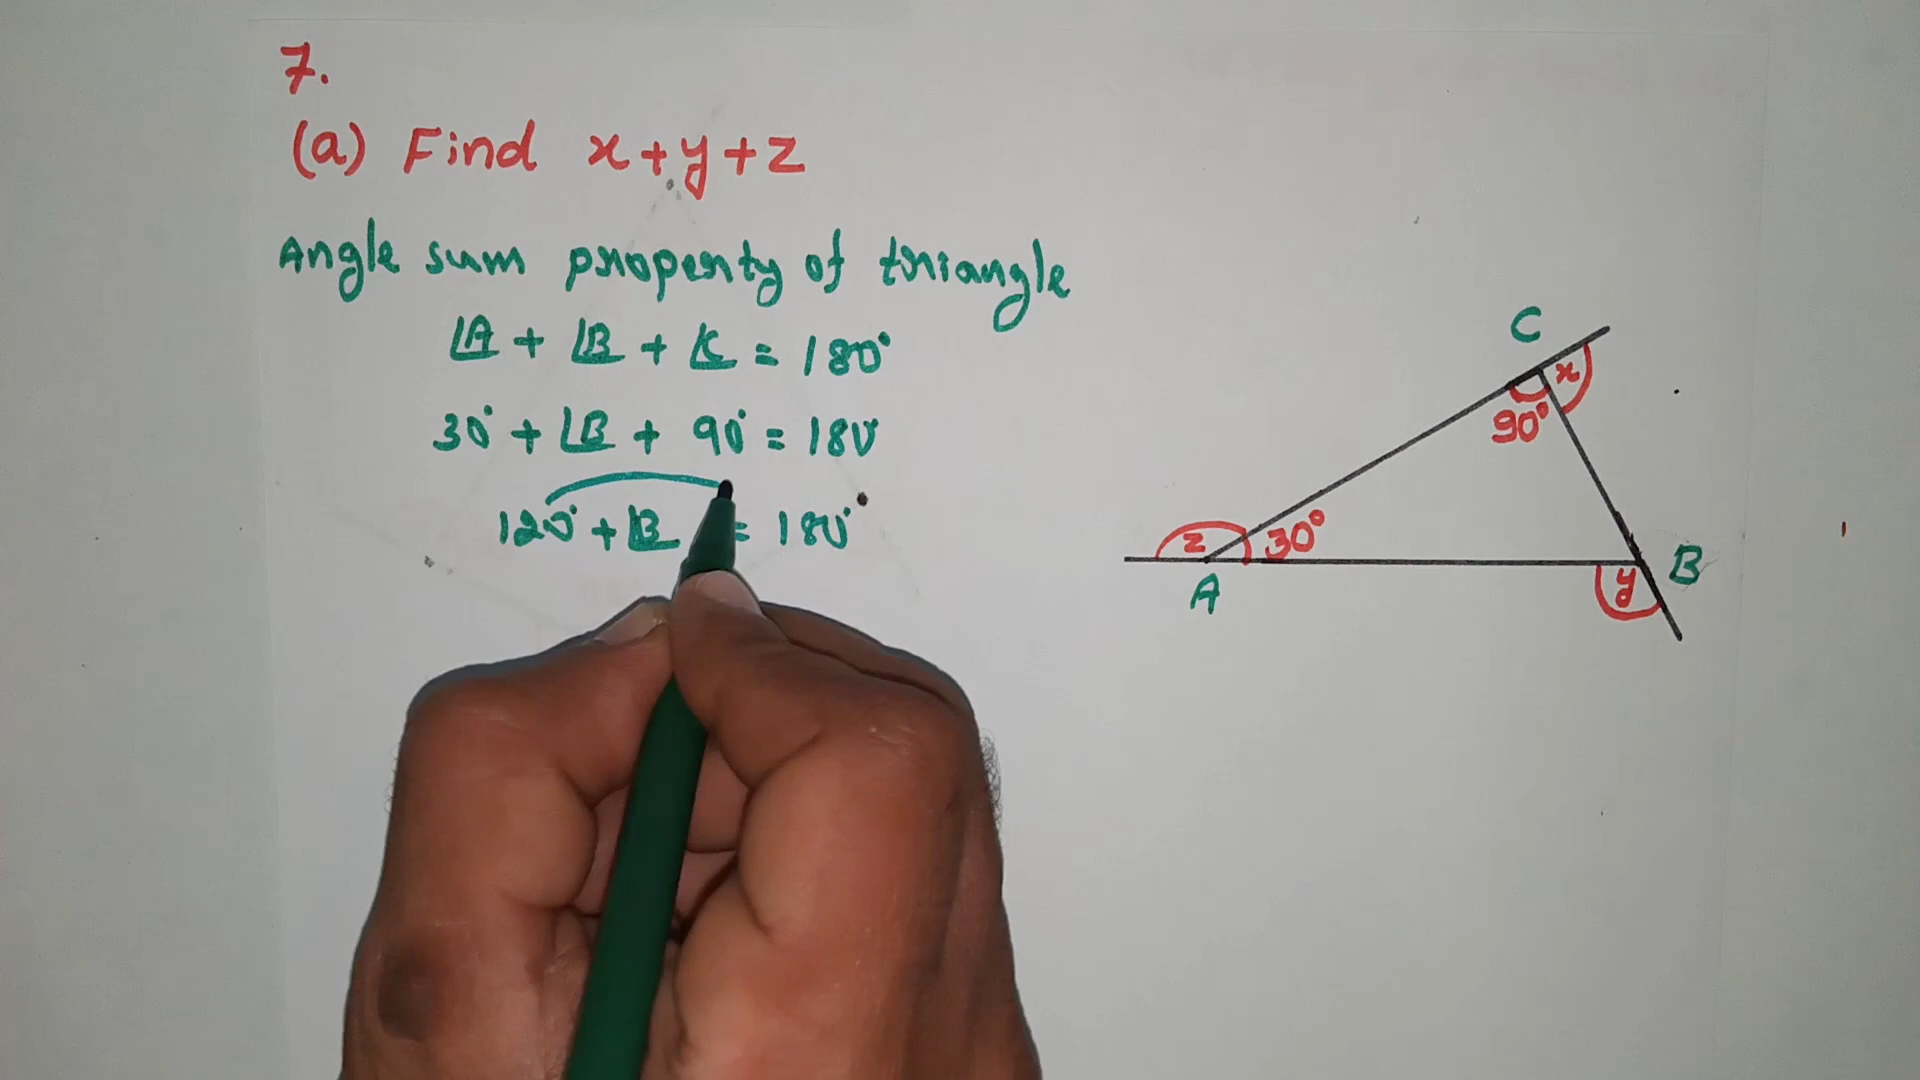 7.
(a) Find x+y+z
Angle sum property of triangle
∠A + ∠B + ∠C = 180°
30° + ∠B + 90° = 180°
120° + ∠B = 180°
C
x
90°
z 30°
A
y
B